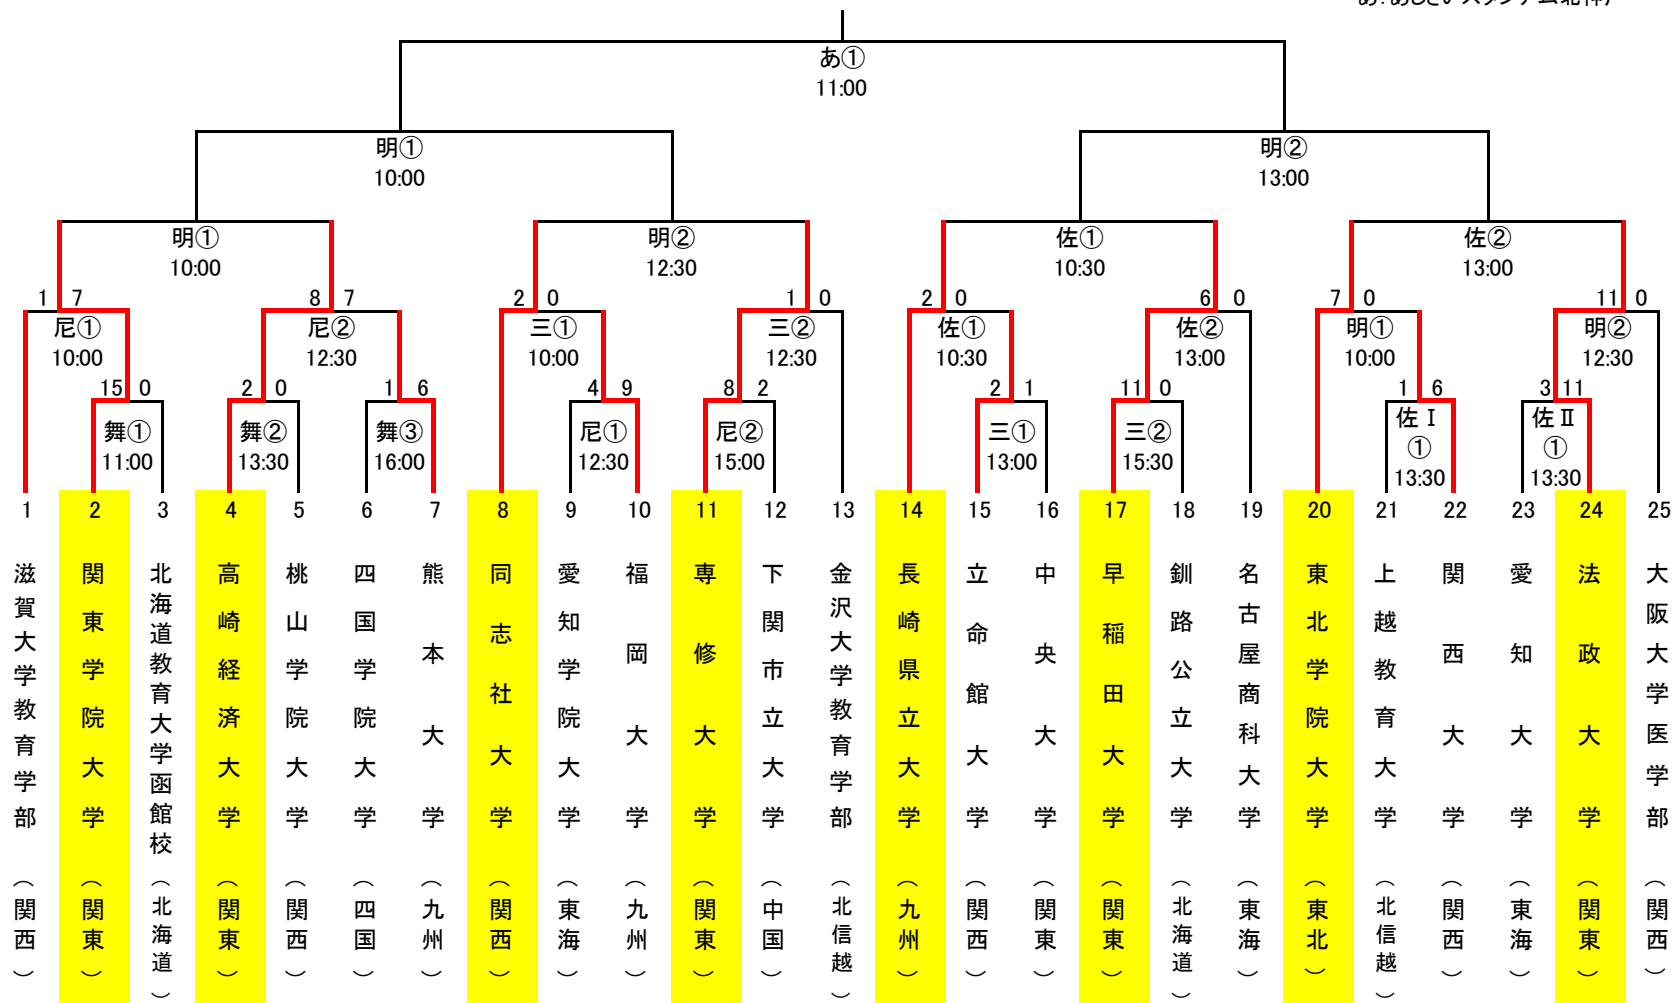 あ①
11:00
明①
10:00
明②
13:00
明①
10:00
明②
12:30
佐①
10:30
佐②
13:00
1 7
8 7
2 0
1 0
2 0
6 0
7 0
11 0
尼①
10:00
尼②
12:30
三①
10:00
三②
12:30
佐①
10:30
佐②
13:00
明①
10:00
明②
12:30
15 0
2 0
1 6
4 9
8 2
2 1
11 0
1 6
3 11
舞①
11:00
舞②
13:30
舞③
16:00
尼①
12:30
尼②
15:00
三①
13:00
三②
15:30
佐Ⅰ
①
13:30
佐Ⅱ
①
13:30
1 2 3 4 5 6 7 8 9 10 11 12 13 14 15 16 17 18 19 20 21 22 23 24 25
滋賀大学教育学部(関西)
関東学院大学(関東)
北海道教育大学函館校(北海道)
高崎経済大学(関東)
桃山学院大学(関西)
四国学院大学(四国)
熊本大学(九州)
同志社大学(関西)
愛知学院大学(東海)
福岡大学(九州)
専修大学(関東)
下関市立大学(中国)
金沢大学教育学部(北信越)
長崎県立大学(九州)
立命館大学(関西)
中央大学(関東)
早稲田大学(関東)
釧路公立大学(北海道)
名古屋商科大学(東海)
東北学院大学(東北)
上越教育大学(北信越)
関西大学(関西)
愛知大学(東海)
法政大学(関東)
大阪大学医学部(関西)